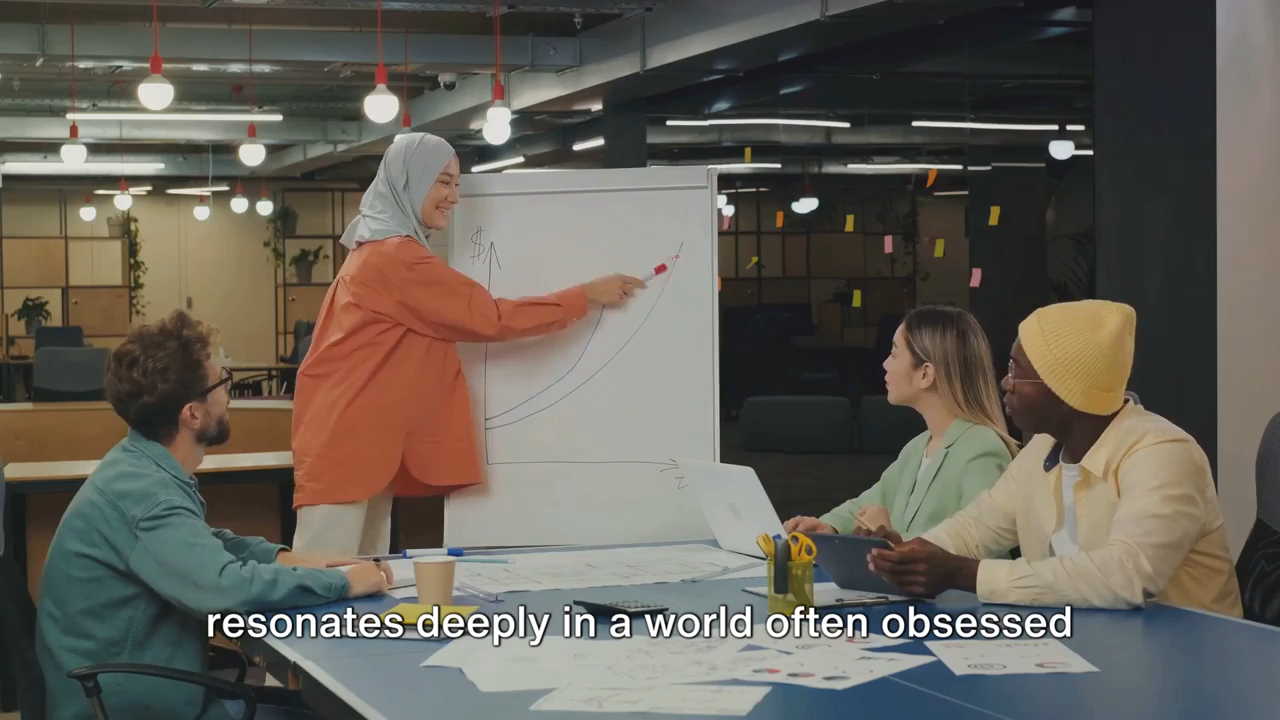 $
resonates deeply in a world often obsessed